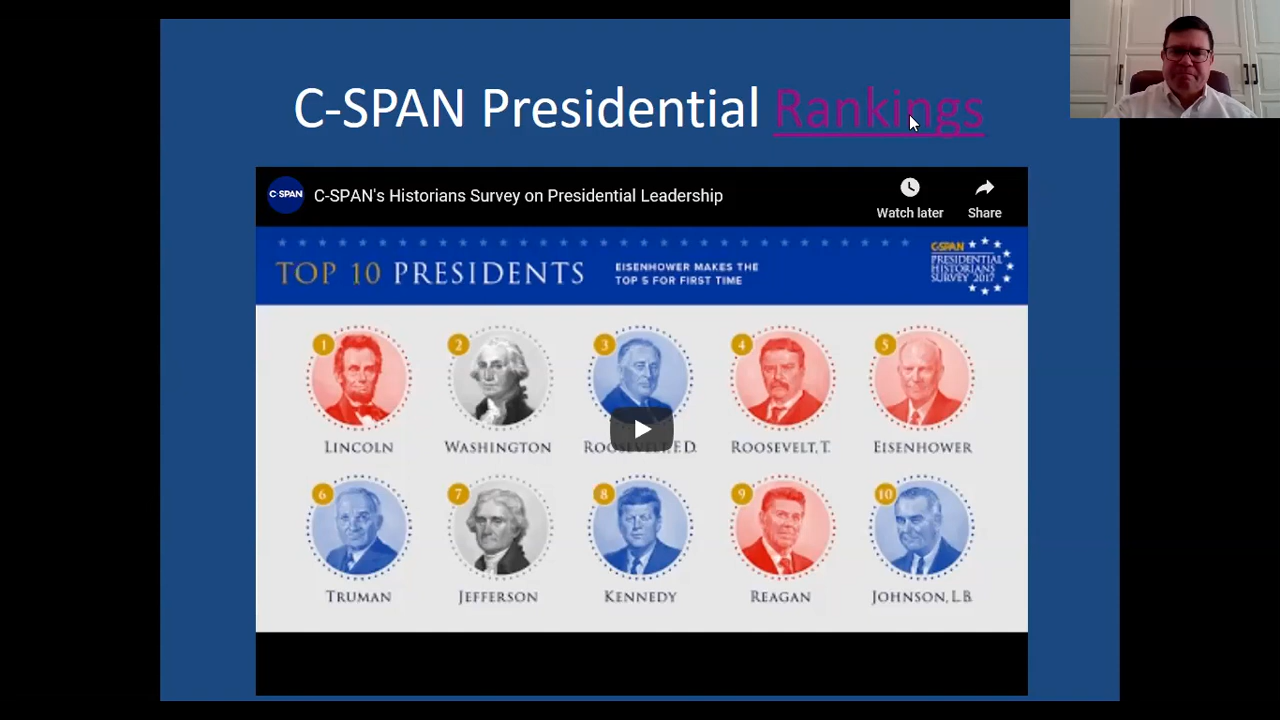 C-SPAN Presidential Rankings
C-SPAN
C-SPAN's Historians Survey on Presidential Leadership
Watch later
Share
TOP 10 PRESIDENTS
EISENHOWER MAKES THE
TOP 5 FOR FIRST TIME
C-SPAN
PRESIDENTIAL
HISTORIANS
SURVEY 2017
1
2
3
4
5
LINCOLN
WASHINGTON
ROOSEVELT, F.D.
ROOSEVELT, T.
EISENHOWER
6
7
8
9
10
TRUMAN
JEFFERSON
KENNEDY
REAGAN
JOHNSON, L.B.